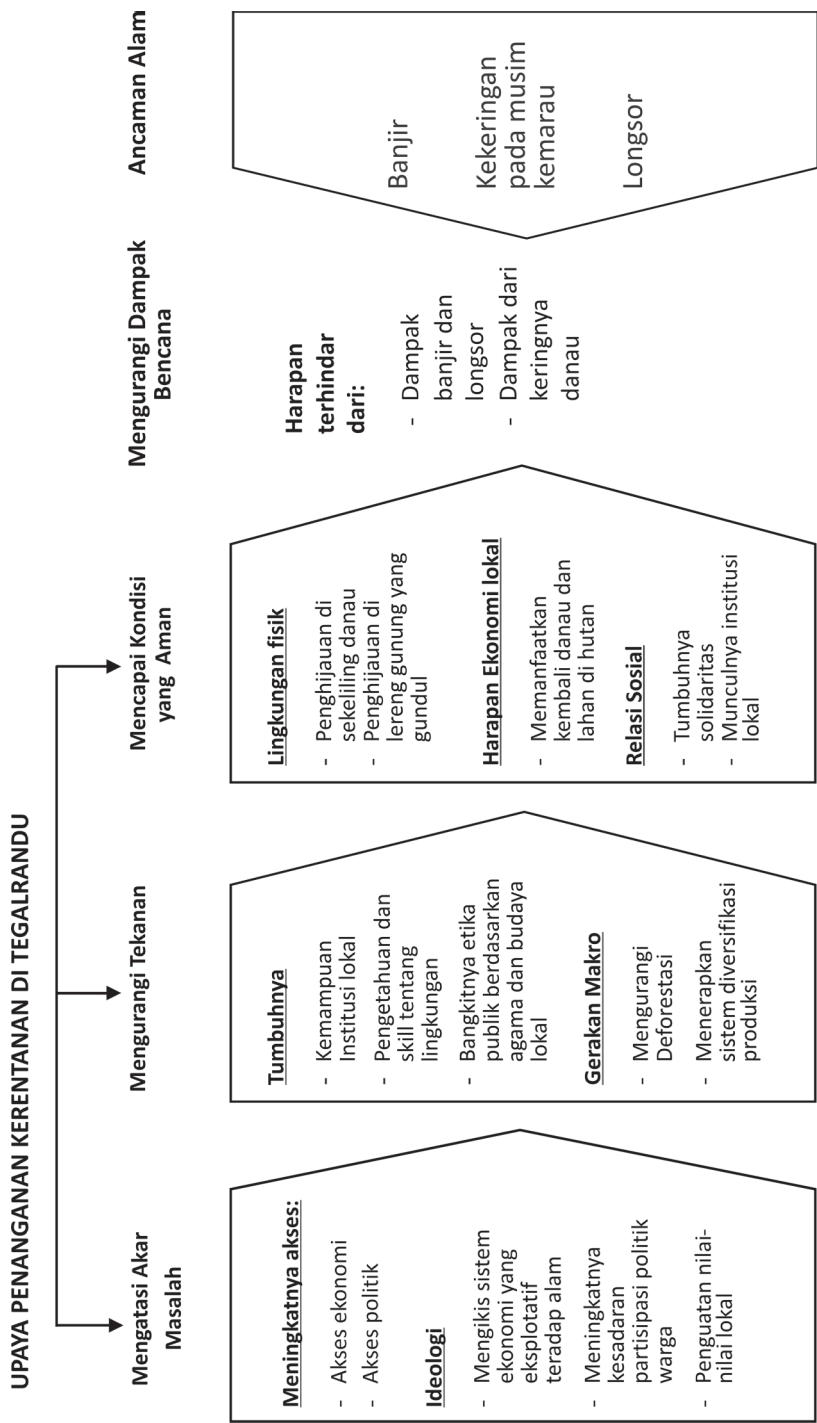 UPAYA PENANGANAN KERENTANAN DI TEGALRANDU
Mengatasi Akar
Masalah
Meningkatnya akses:
- Akses ekonomi
- Akses politik
Ideologi
- Mengikis sistem
ekonomi yang
eksplotatif
teradap alam
- Meningkatnya
kesadaran
partisipasi politik
warga
- Penguatan nilai-
nilai lokal
Mengurangi Tekanan
Tumbuhnya
- Kemampuan
Institusi lokal
- Pengetahuan dan
skill tentang
lingkungan
- Bangkitnya etika
publik berdasarkan
agama dan budaya
lokal
Gerakan Makro
- Mengurangi
Deforestasi
- Menerapkan
sistem diversifikasi
produksi
Mencapai Kondisi
yang Aman
Lingkungan fisik
- Penghijauan di
sekeliling danau
- Penghijauan di
lereng gunung yang
gundul
Harapan Ekonomi lokal
- Memanfaatkan
kembali danau dan
lahan di hutan
Relasi Sosial
- Tumbuhnya
solidaritas
- Munculnya institusi
lokal
Mengurangi Dampak
Bencana
Harapan
terhindar
dari:
- Dampak
banjir dan
longsor
- Dampak dari
keringnya
danau
Ancaman Alam
Banjir
Kekeringan
pada musim
kemarau
Longsor